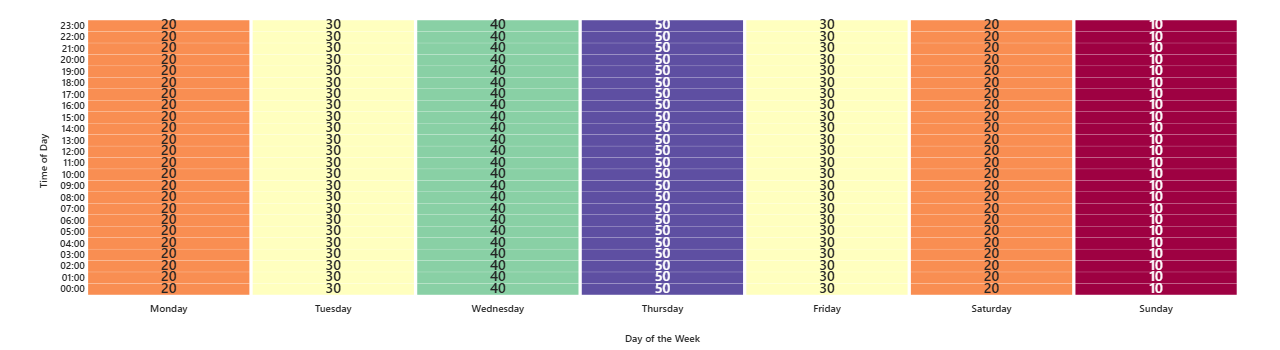 23:00 20 30 40 50 30 20 10
22:00 20 30 40 50 30 20 10
21:00 20 30 40 50 30 20 10
20:00 20 30 40 50 30 20 10
19:00 20 30 40 50 30 20 10
18:00 20 30 40 50 30 20 10
17:00 20 30 40 50 30 20 10
16:00 20 30 40 50 30 20 10
15:00 20 30 40 50 30 20 10
14:00 20 30 40 50 30 20 10
13:00 20 30 40 50 30 20 10
12:00 20 30 40 50 30 20 10
11:00 20 30 40 50 30 20 10
10:00 20 30 40 50 30 20 10
09:00 20 30 40 50 30 20 10
08:00 20 30 40 50 30 20 10
07:00 20 30 40 50 30 20 10
06:00 20 30 40 50 30 20 10
05:00 20 30 40 50 30 20 10
04:00 20 30 40 50 30 20 10
03:00 20 30 40 50 30 20 10
02:00 20 30 40 50 30 20 10
01:00 20 30 40 50 30 20 10
00:00 20 30 40 50 30 20 10
Time of Day
Monday Tuesday Wednesday Thursday Friday Saturday Sunday
Day of the Week